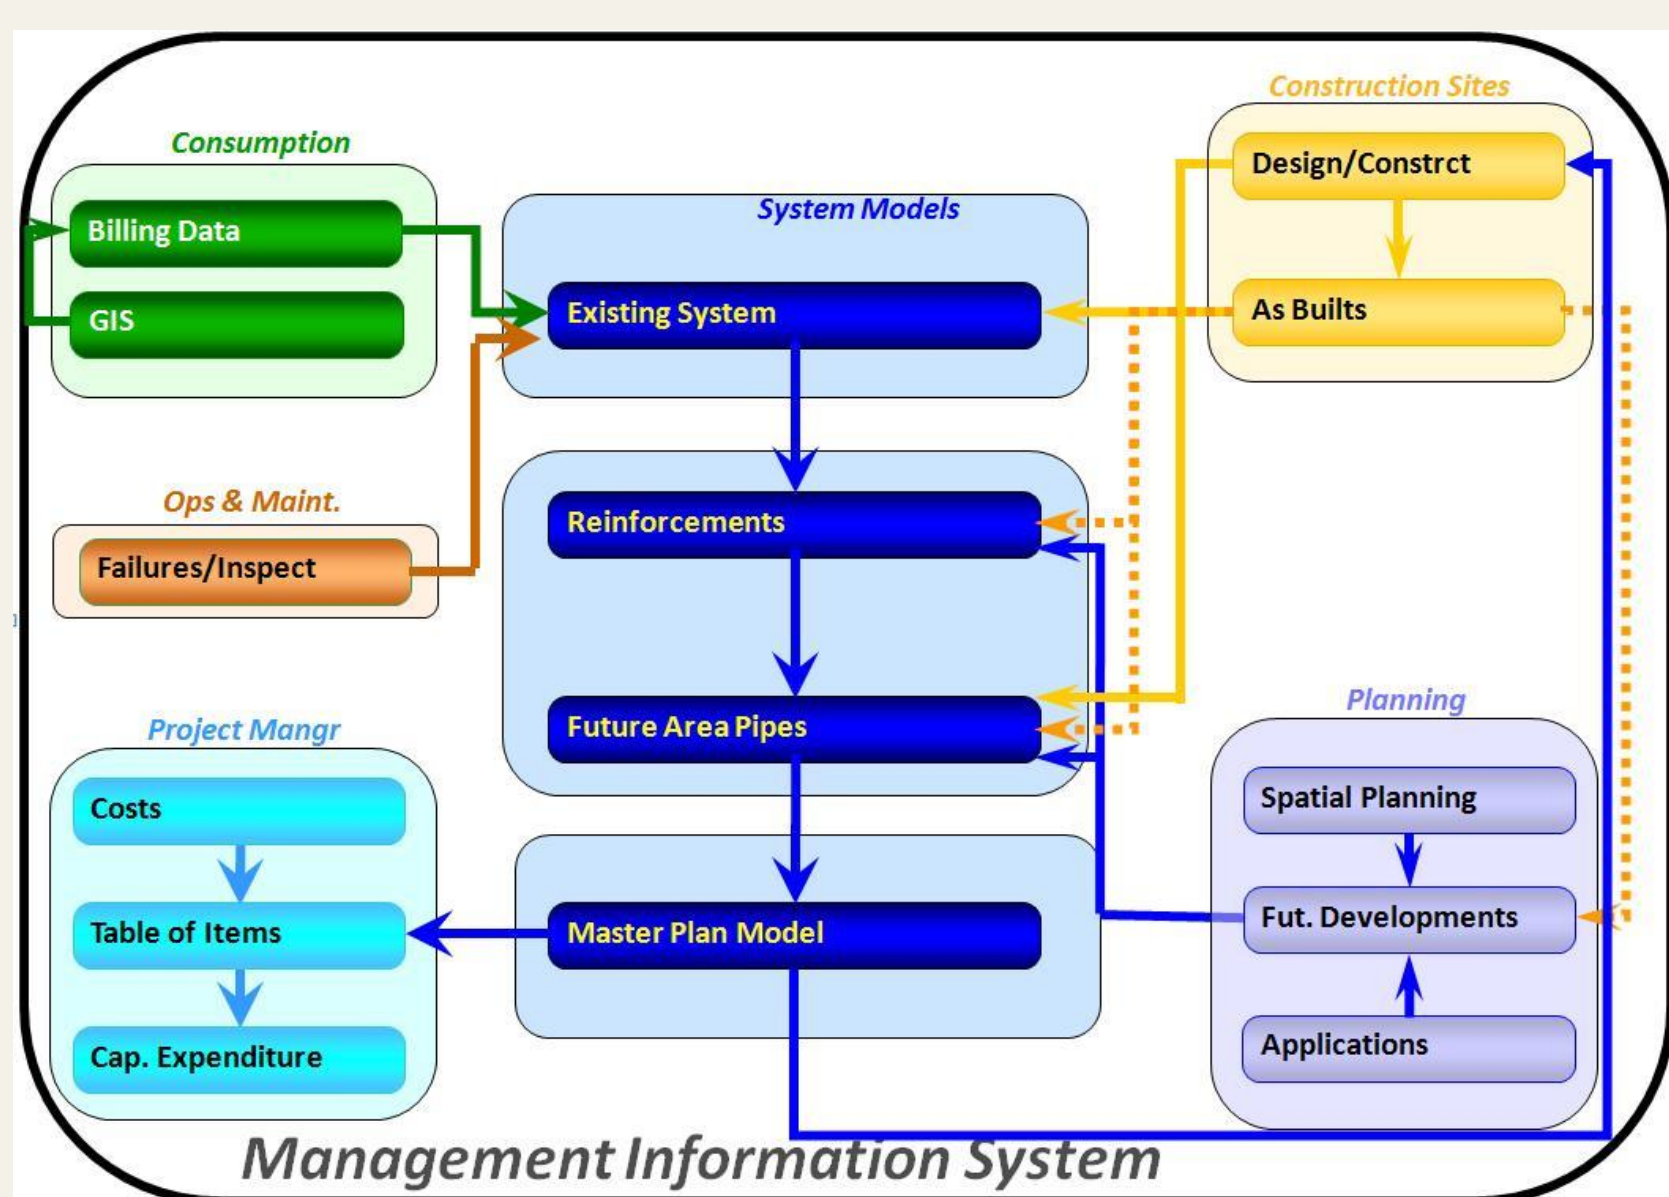 Construction Sites
Design/Constrct
As Builts
Consumption
Billing Data
GIS
System Models
Existing System
Reinforcements
Future Area Pipes
Master Plan Model
Ops & Maint.
Failures/Inspect
Project Mangr
Costs
Table of Items
Cap. Expenditure
Planning
Spatial Planning
Fut. Developments
Applications
Management Information System